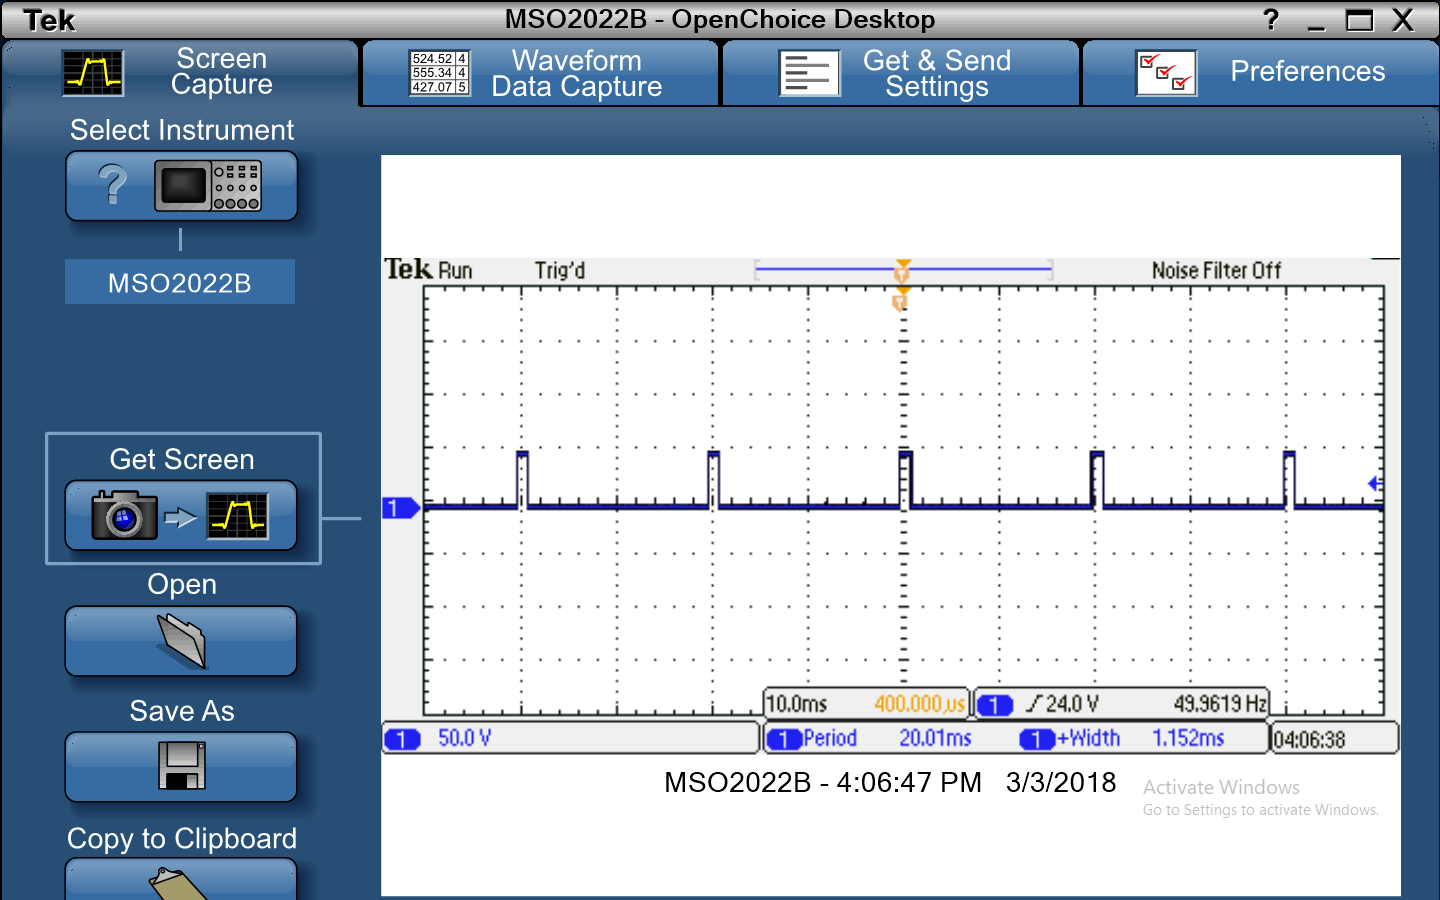 Tek
MSO2022B - OpenChoice Desktop
? _ X
Screen
Capture
524.52 4
555.34 4
427.07 5
Waveform
Data Capture
Get & Send
Settings
Preferences
Select Instrument
?
MSO2022B
Get Screen
Open
Save As
Copy to Clipboard
Tek Run Trig'd Noise Filter Off
T
T
1
10.0ms 400.000µs 1 24.0 V 49.9619 Hz
1 50.0 V 1 Period 20.01ms 1 +Width 1.152ms 04:06:38
MSO2022B - 4:06:47 PM 3/3/2018
Activate Windows
Go to Settings to activate Windows.